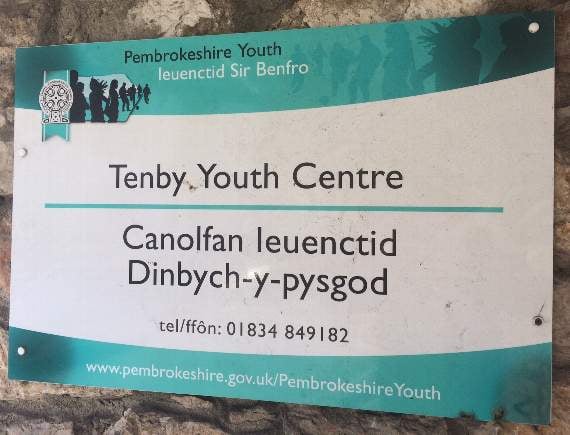 Pembrokeshire Youth
Ieuenctid Sir Benfro
Tenby Youth Centre
Canolfan Ieuenctid
Dinbych-y-pysgod
tel/ffôn: 01834 849182
www.pembrokeshire.gov.uk/PembrokeshireYouth